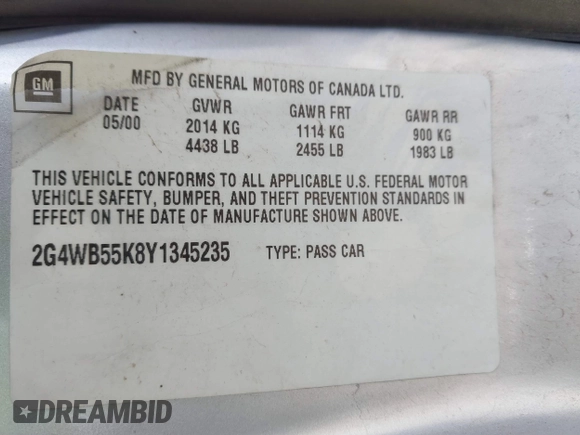 GM
MFD BY GENERAL MOTORS OF CANADA LTD.
DATE GVWR GAWR FRT GAWR RR
05/00 2014 KG 1114 KG 900 KG
4438 LB 2455 LB 1983 LB
THIS VEHICLE CONFORMS TO ALL APPLICABLE U.S. FEDERAL MOTOR
VEHICLE SAFETY, BUMPER, AND THEFT PREVENTION STANDARDS IN
EFFECT ON THE DATE OF MANUFACTURE SHOWN ABOVE.
2G4WB55K8Y1345235 TYPE: PASS CAR
DREAMBID